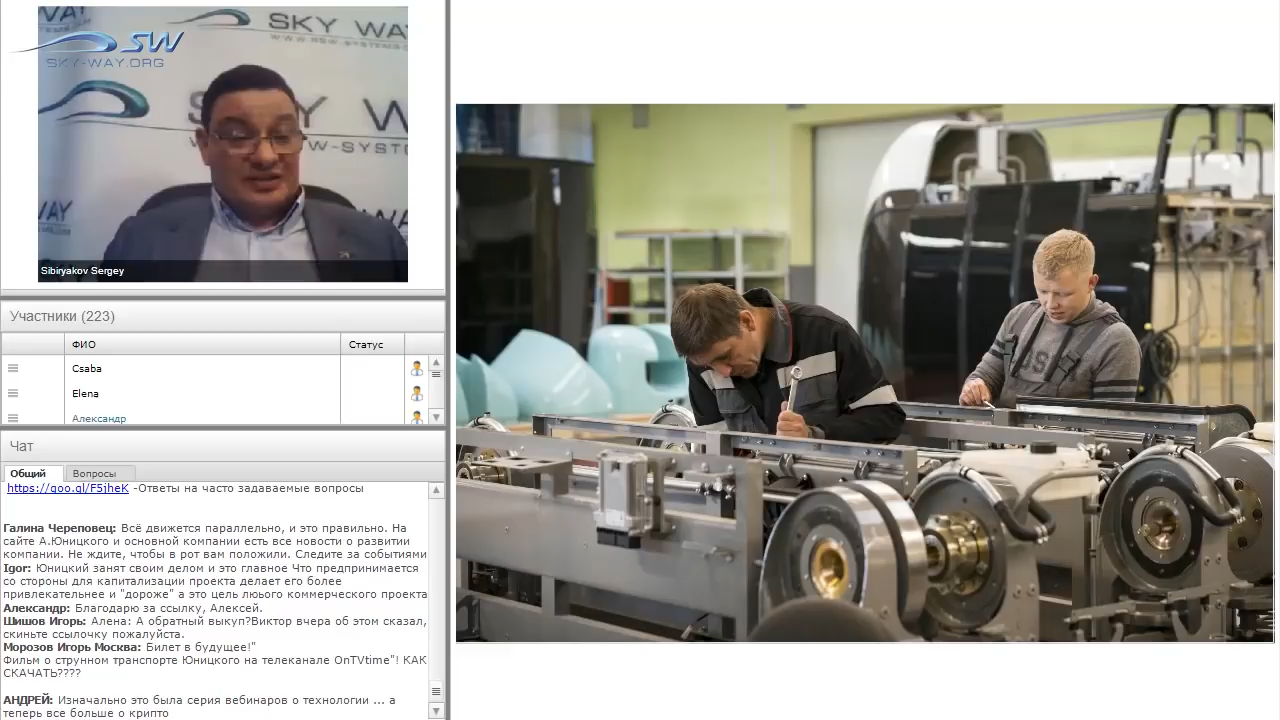 SKY WAY
WWW.RSW-SYSTEMS.COM
SW
SKY-WAY.ORG
SKY W
WAY
Sibiryakov Sergey
Участники (223)
ФИО
Статус
Csaba
Elena
Александр
Чат
Общий
Вопросы
https://goo.gl/F5jheK -Ответы на часто задаваемые вопросы
Галина Череповец: Всё движется параллельно, и это правильно. На
сайте А.Юницкого и основной компании есть все новости о развитии
компании. Не ждите, чтобы в рот вам положили. Следите за событиями
Igor: Юницкий занят своим делом и это главное Что предпринимается
со стороны для капитализации проекта делает его более
привлекательнее и "дороже" а это цель люього коммерческого проекта
Александр: Благодарю за ссылку, Алексей.
Шишов Игорь: Алена: А обратный выкуп?Виктор вчера об этом сказал,
скиньте ссылочку пожалуйста.
Морозов Игорь Москва: Билет в будущее!"
Фильм о струнном транспорте Юницкого на телеканале OnTVtime"! КАК
СКАЧАТЬ????
АНДРЕЙ: Изначально это была серия вебинаров о технологии ... а
теперь все больше о крипто